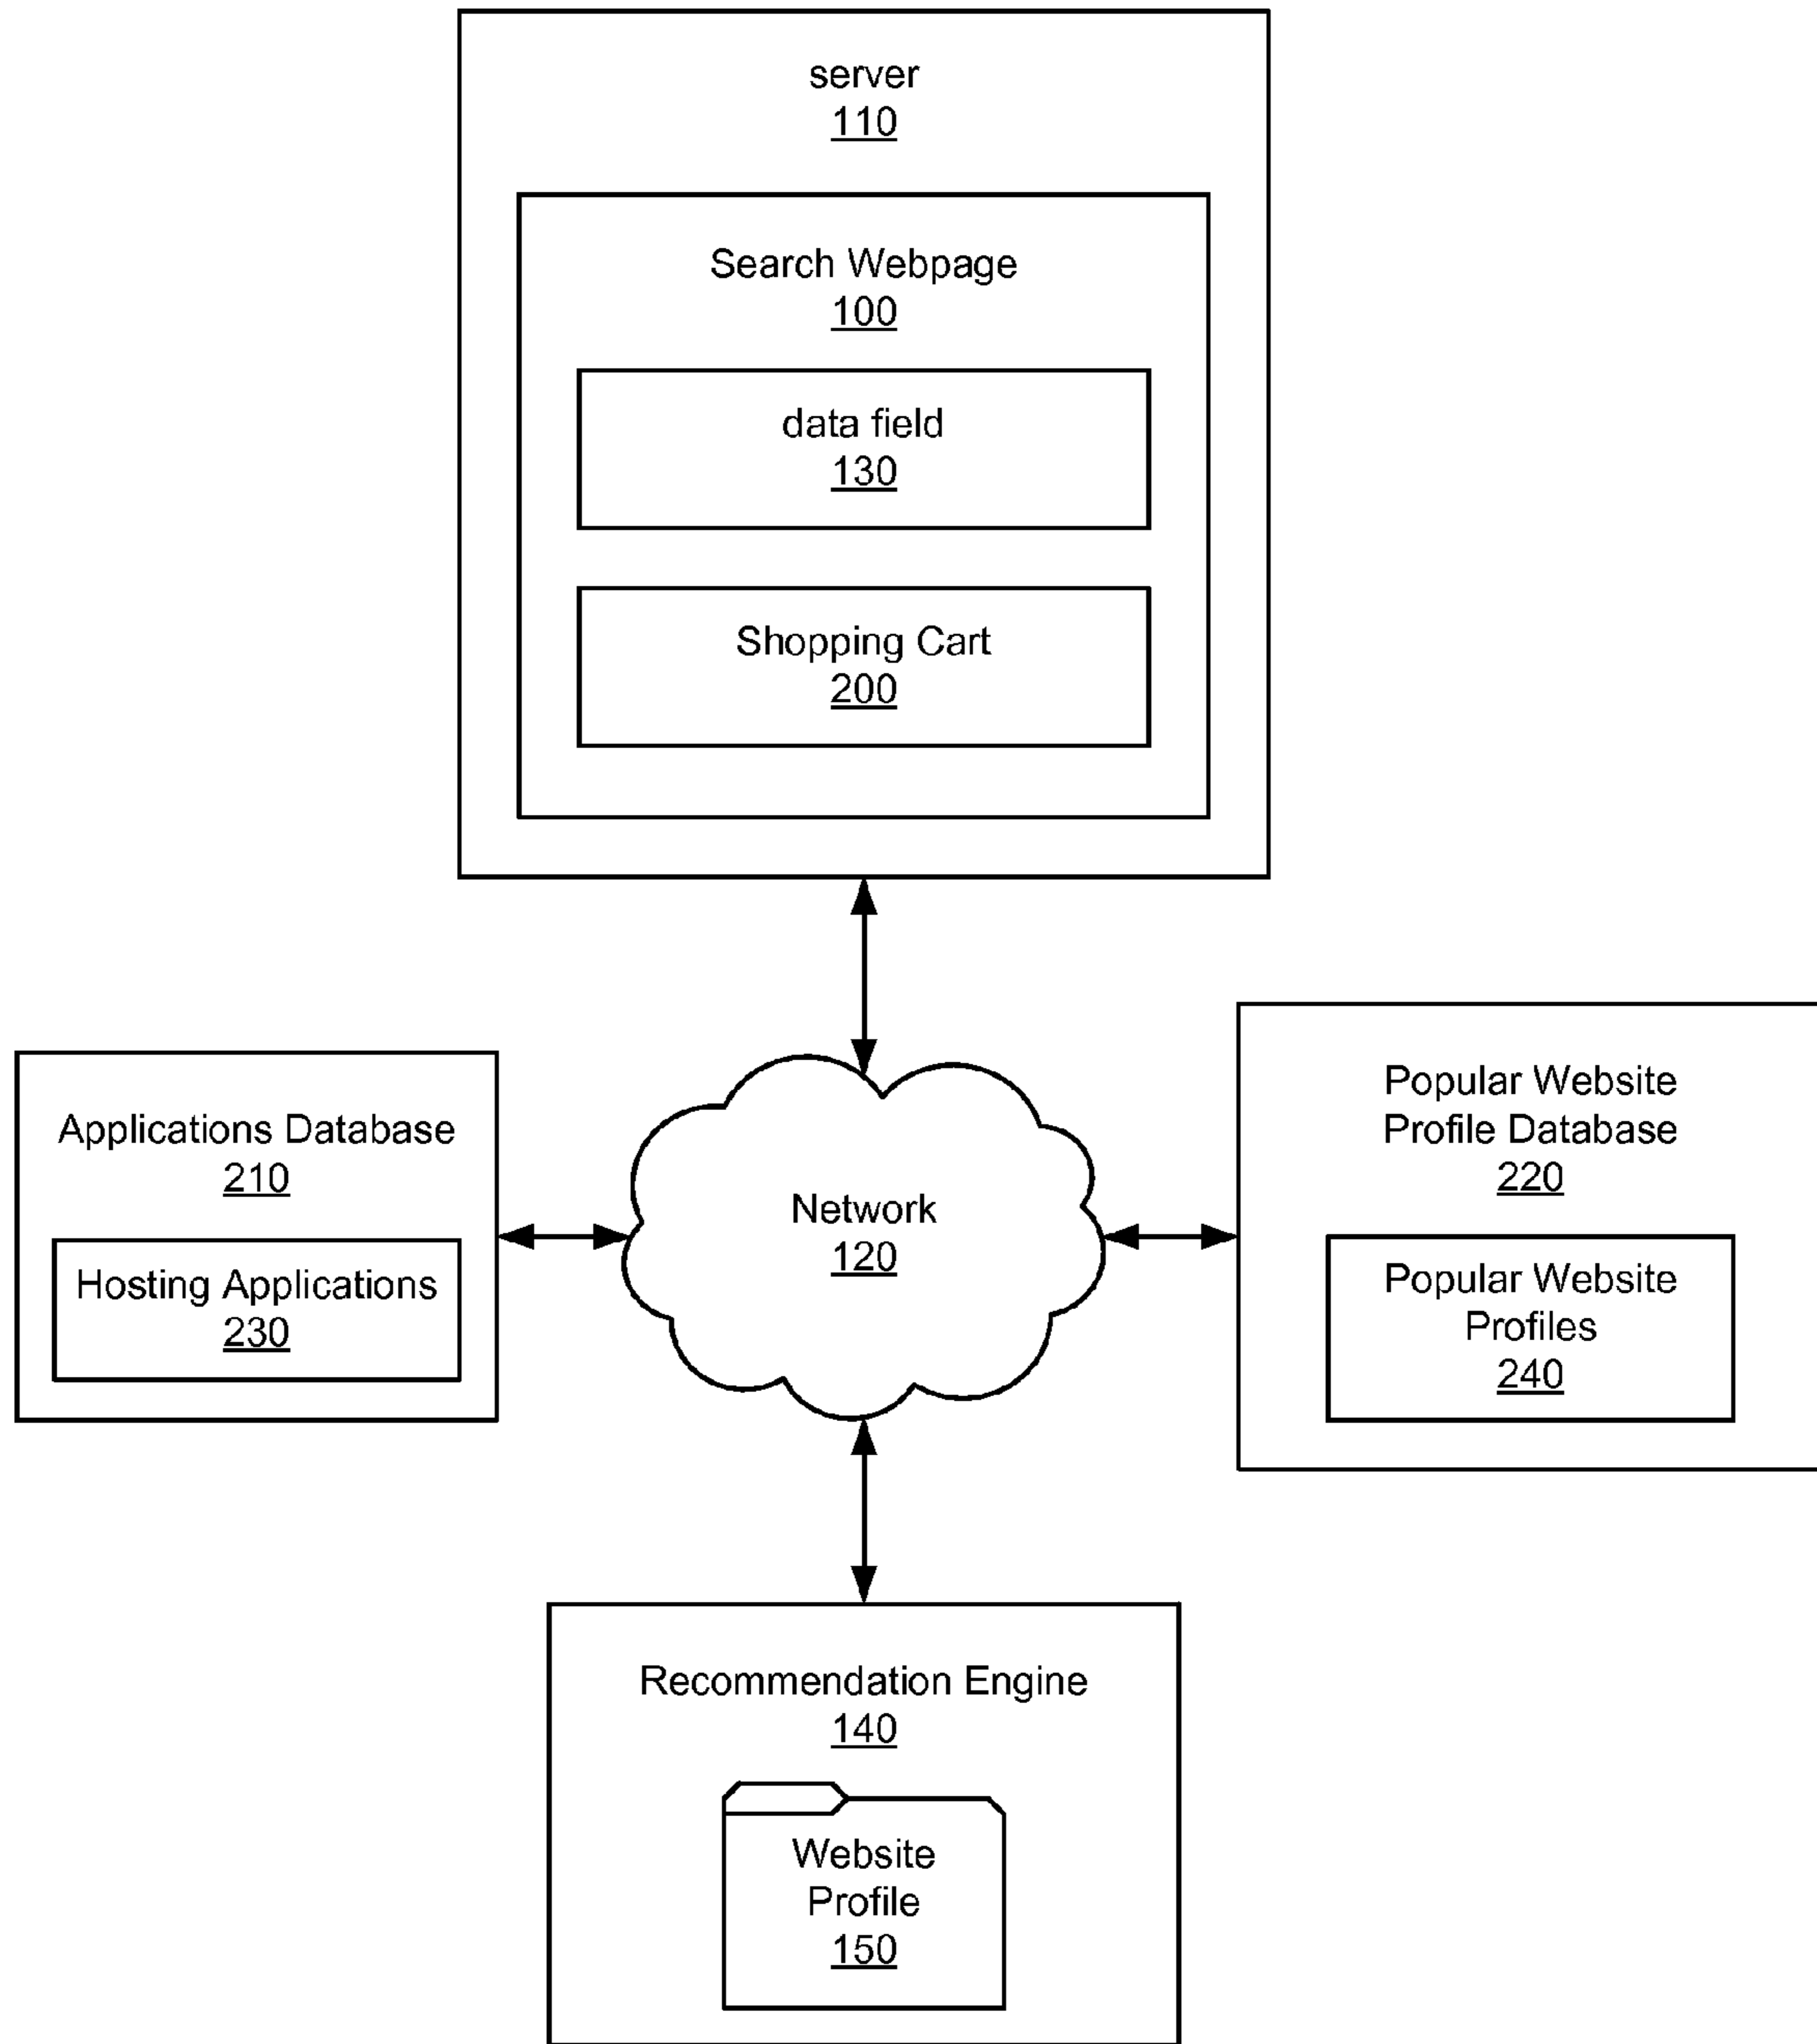 server
110
Search Webpage
100
data field
130
Shopping Cart
200
Applications Database
210
Hosting Applications
230
Network
120
Popular Website
Profile Database
220
Popular Website
Profiles
240
Recommendation Engine
140
Website
Profile
150